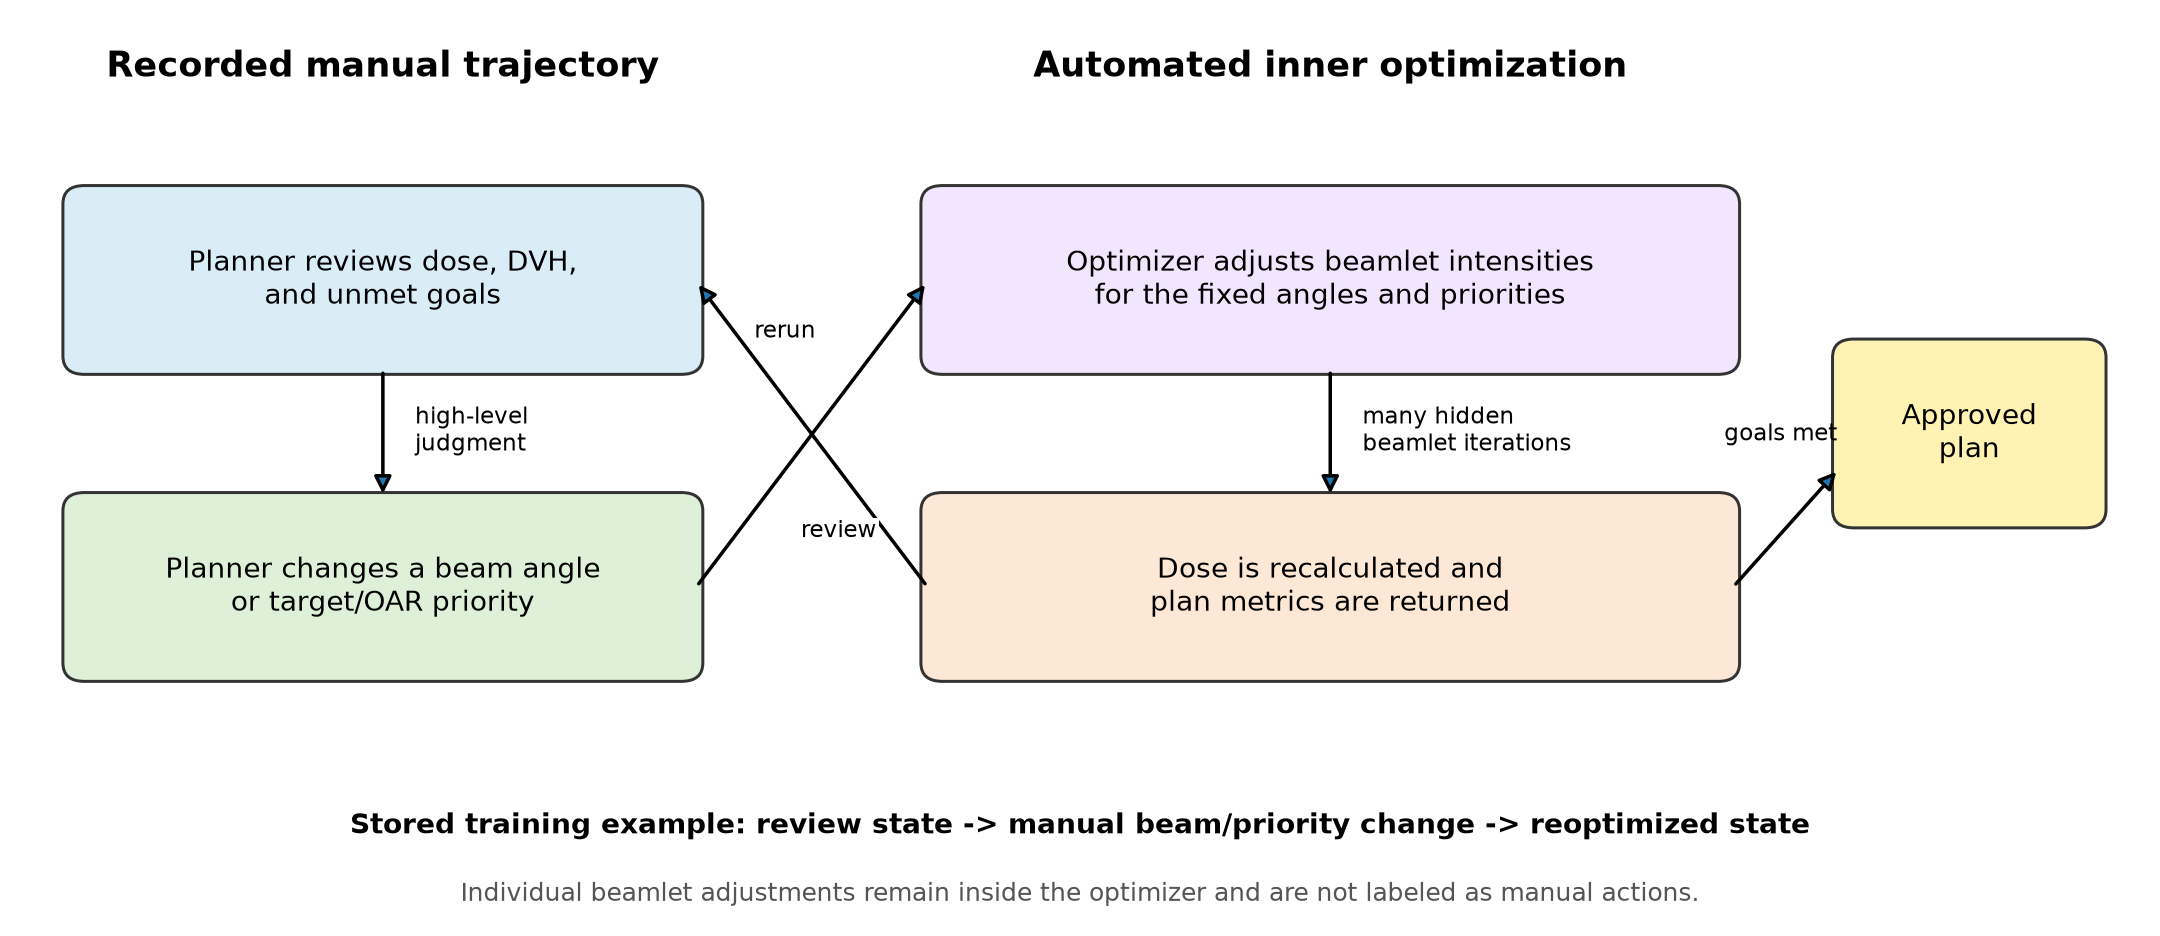 Recorded manual trajectory
Automated inner optimization
Planner reviews dose, DVH,
and unmet goals
Optimizer adjusts beamlet intensities
for the fixed angles and priorities
rerun
high-level
judgment
many hidden
beamlet iterations
goals met
Approved
plan
review
Planner changes a beam angle
or target/OAR priority
Dose is recalculated and
plan metrics are returned
Stored training example: review state -> manual beam/priority change -> reoptimized state
Individual beamlet adjustments remain inside the optimizer and are not labeled as manual actions.